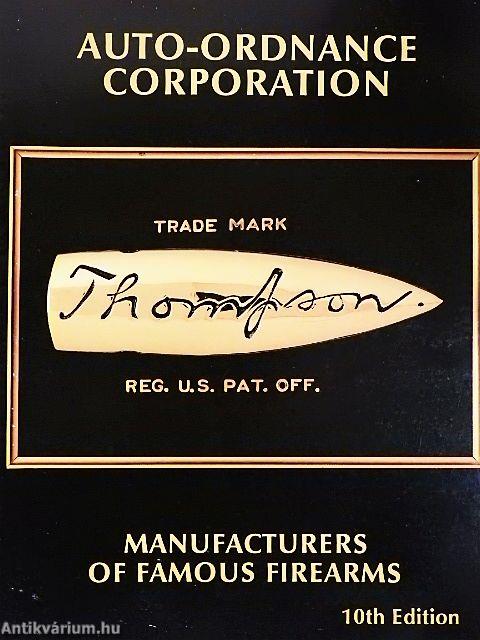 AUTO-ORDNANCE
CORPORATION
TRADE MARK
Thompson.
REG. U.S. PAT. OFF.
MANUFACTURERS
OF FAMOUS FIREARMS
10th Edition
Antikvárium.hu